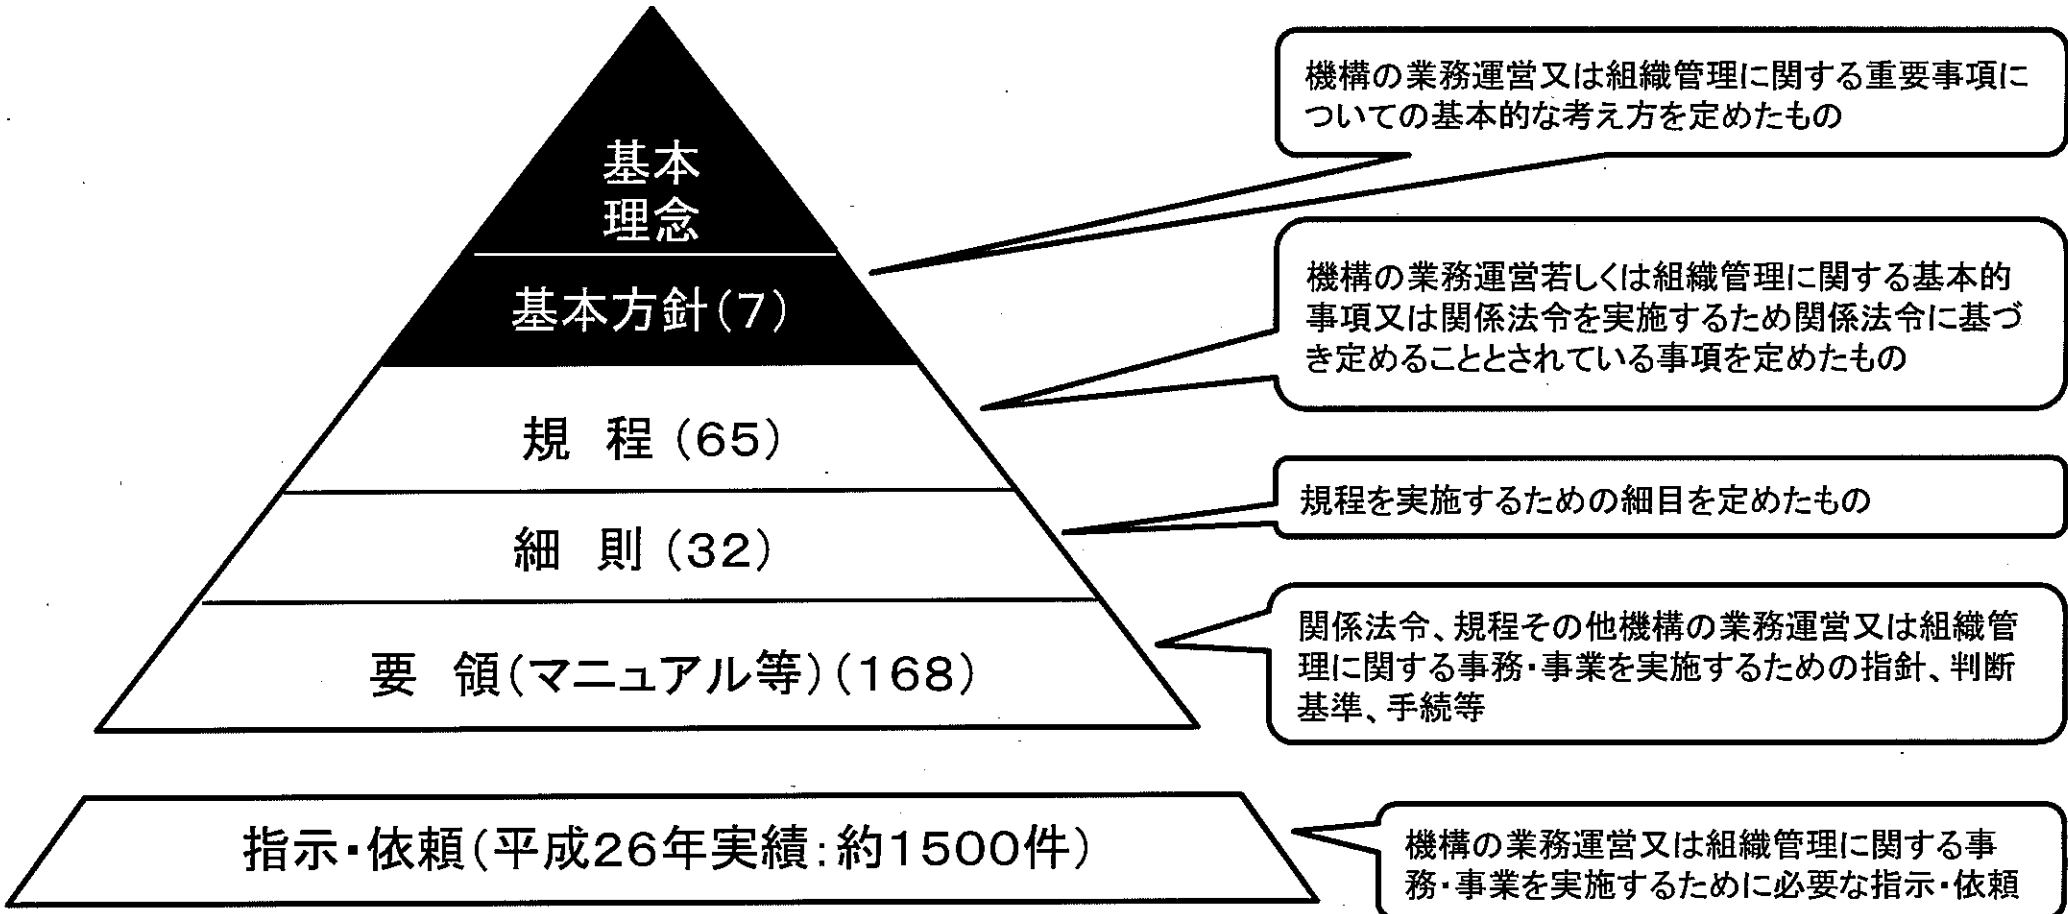 基本
理念
基本方針(7)
規 程(65)
細 則(32)
要 領(マニュアル等)(168)
指示・依頼(平成26年実績:約1500件)
機構の業務運営又は組織管理に関する重要事項に
ついての基本的な考え方を定めたもの
機構の業務運営若しくは組織管理に関する基本的
事項又は関係法令を実施するため関係法令に基づ
き定めることとされている事項を定めたもの
規程を実施するための細目を定めたもの
関係法令、規程その他機構の業務運営又は組織管
理に関する事務・事業を実施するための指針、判断
基準、手続等
機構の業務運営又は組織管理に関する事
務・事業を実施するために必要な指示・依頼